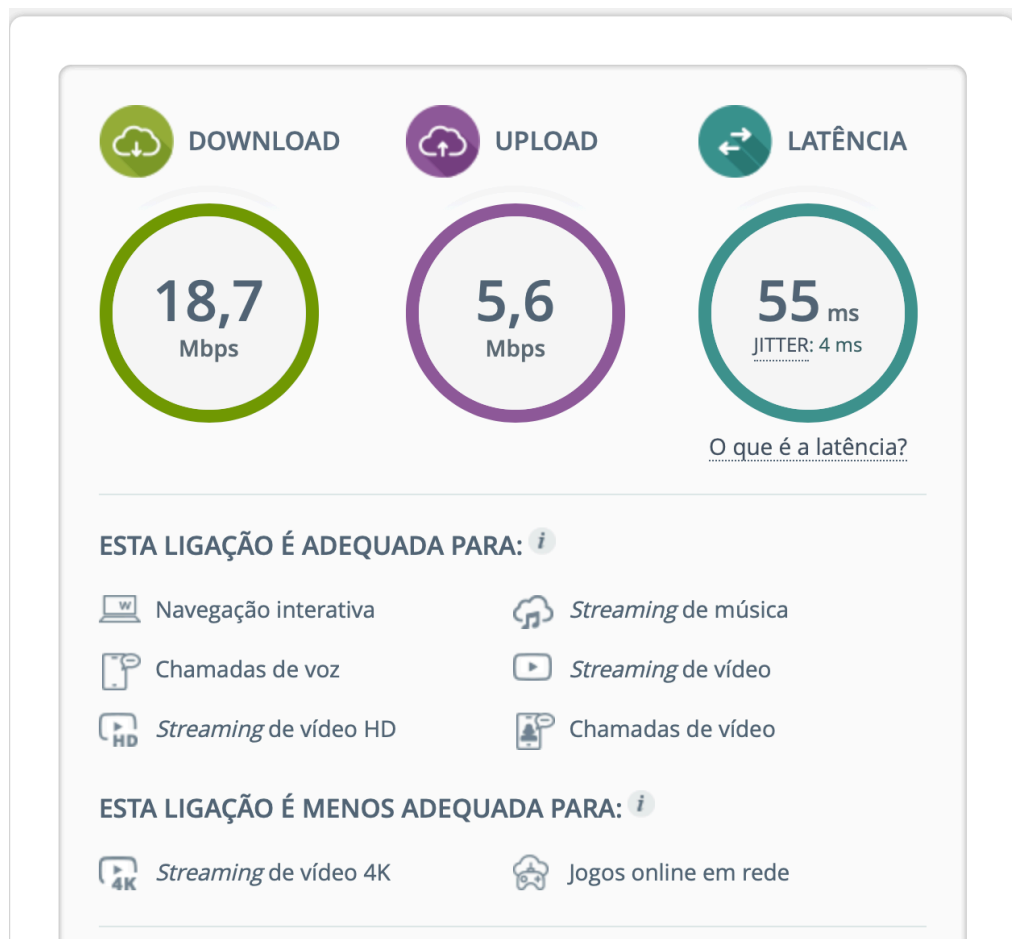 DOWNLOAD UPLOAD LATÊNCIA
18,7 5,6 55 ms
Mbps Mbps JITTER: 4 ms
O que é a latência?
ESTA LIGAÇÃO É ADEQUADA PARA: i
W Navegação interativa Streaming de música
Chamadas de voz Streaming de vídeo
HD Streaming de vídeo HD Chamadas de vídeo
ESTA LIGAÇÃO É MENOS ADEQUADA PARA: i
4K Streaming de vídeo 4K Jogos online em rede